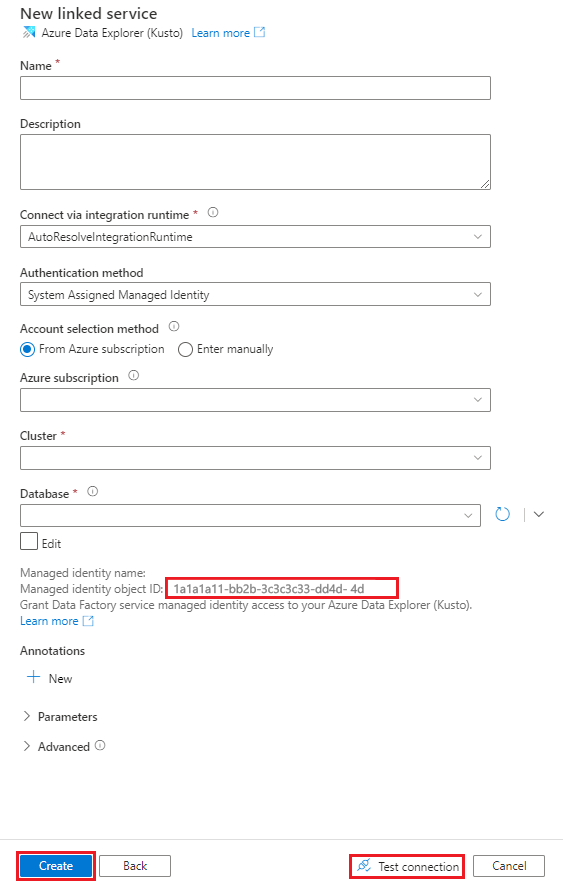 New linked service
Azure Data Explorer (Kusto) Learn more
Name *
Description
Connect via integration runtime *
AutoResolveIntegrationRuntime
Authentication method
System Assigned Managed Identity
Account selection method
From Azure subscription Enter manually
Azure subscription
Cluster *
Database *
Edit
Managed identity name:
Managed identity object ID: 1a1a1a11-bb2b-3c3c3c33-dd4d- 4d
Grant Data Factory service managed identity access to your Azure Data Explorer (Kusto).
Learn more
Annotations
New
Parameters
Advanced
Create Back Test connection Cancel